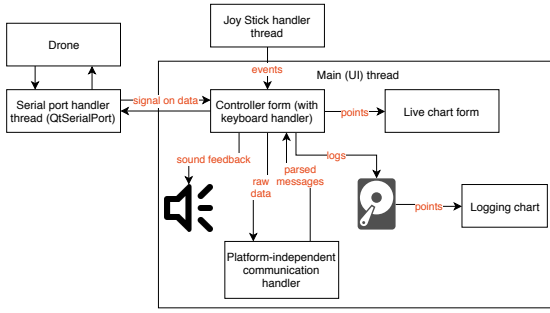 Joy Stick handler
thread
Drone
events
Main (UI) thread
Serial port handler
thread (QtSerialPort)
signal on data
Controller form (with
keyboard handler)
points
Live chart form
sound feedback
raw
data
parsed
messages
logs
points
Logging chart
Platform-independent
communication
handler